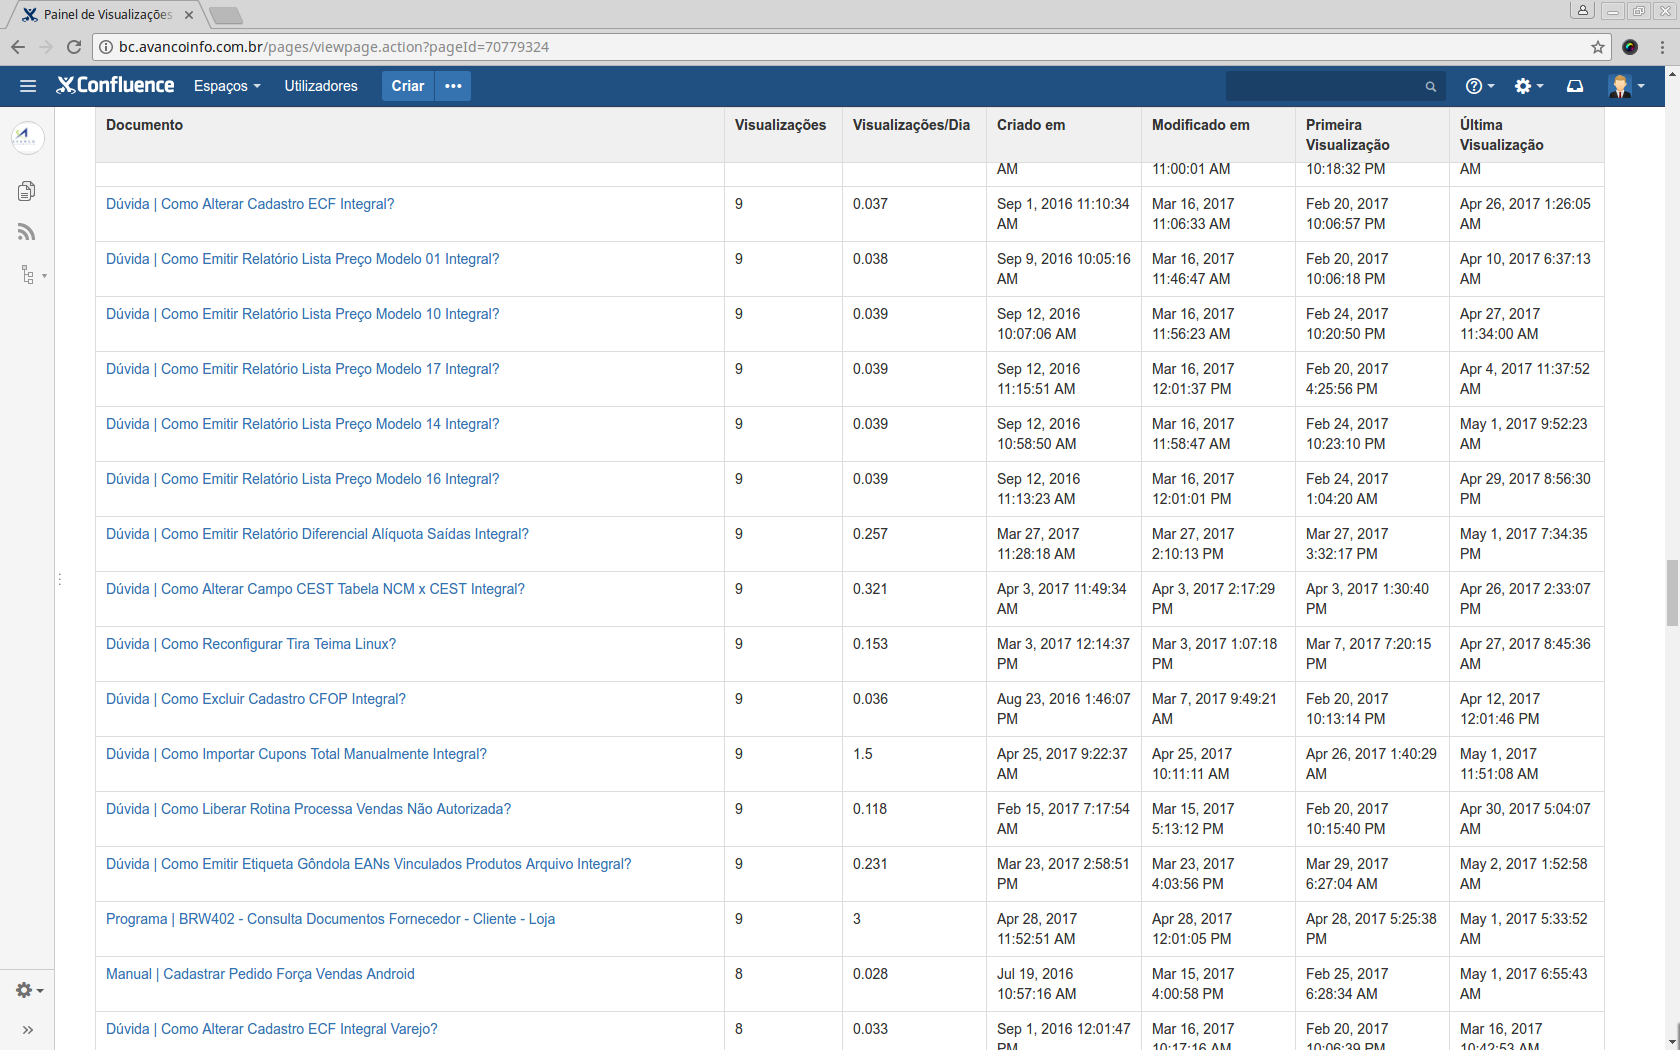 Painel de Visualizações
bc.avancoinfo.com.br/pages/viewpage.action?pageId=70779324
Confluence Espaços Utilizadores Criar
Documento Visualizações Visualizações/Dia Criado em Modificado em Primeira Última
Visualização Visualização
AM 11:00:01 AM 10:18:32 PM AM
Dúvida | Como Alterar Cadastro ECF Integral? 9 0.037 Sep 1, 2016 11:10:34 Mar 16, 2017 Feb 20, 2017 Apr 26, 2017 1:26:05
AM 11:06:33 AM 10:06:57 PM AM
Dúvida | Como Emitir Relatório Lista Preço Modelo 01 Integral? 9 0.038 Sep 9, 2016 10:05:16 Mar 16, 2017 Feb 20, 2017 Apr 10, 2017 6:37:13
AM 11:46:47 AM 10:06:18 PM AM
Dúvida | Como Emitir Relatório Lista Preço Modelo 10 Integral? 9 0.039 Sep 12, 2016 Mar 16, 2017 Feb 24, 2017 Apr 27, 2017
10:07:06 AM 11:56:23 AM 10:20:50 PM 11:34:00 AM
Dúvida | Como Emitir Relatório Lista Preço Modelo 17 Integral? 9 0.039 Sep 12, 2016 Mar 16, 2017 Feb 20, 2017 Apr 4, 2017 11:37:52
11:15:51 AM 12:01:37 PM 4:25:56 PM AM
Dúvida | Como Emitir Relatório Lista Preço Modelo 14 Integral? 9 0.039 Sep 12, 2016 Mar 16, 2017 Feb 24, 2017 May 1, 2017 9:52:23
10:58:50 AM 11:58:47 AM 10:23:10 PM AM
Dúvida | Como Emitir Relatório Lista Preço Modelo 16 Integral? 9 0.039 Sep 12, 2016 Mar 16, 2017 Feb 24, 2017 Apr 29, 2017 8:56:30
11:13:23 AM 12:01:01 PM 1:04:20 AM PM
Dúvida | Como Emitir Relatório Diferencial Alíquota Saídas Integral? 9 0.257 Mar 27, 2017 Mar 27, 2017 Mar 27, 2017 May 1, 2017 7:34:35
11:28:18 AM 2:10:13 PM 3:32:17 PM PM
Dúvida | Como Alterar Campo CEST Tabela NCM x CEST Integral? 9 0.321 Apr 3, 2017 11:49:34 Apr 3, 2017 2:17:29 Apr 3, 2017 1:30:40 Apr 26, 2017 2:33:07
AM PM PM PM
Dúvida | Como Reconfigurar Tira Teima Linux? 9 0.153 Mar 3, 2017 12:14:37 Mar 3, 2017 1:07:18 Mar 7, 2017 7:20:15 Apr 27, 2017 8:45:36
PM PM PM AM
Dúvida | Como Excluir Cadastro CFOP Integral? 9 0.036 Aug 23, 2016 1:46:07 Mar 7, 2017 9:49:21 Feb 20, 2017 Apr 12, 2017
PM AM 10:13:14 PM 12:01:46 PM
Dúvida | Como Importar Cupons Total Manualmente Integral? 9 1.5 Apr 25, 2017 9:22:37 Apr 25, 2017 Apr 26, 2017 1:40:29 May 1, 2017
AM 10:11:11 AM AM 11:51:08 AM
Dúvida | Como Liberar Rotina Processa Vendas Não Autorizada? 9 0.118 Feb 15, 2017 7:17:54 Mar 15, 2017 Feb 20, 2017 Apr 30, 2017 5:04:07
AM 5:13:12 PM 10:15:40 PM AM
Dúvida | Como Emitir Etiqueta Gôndola EANs Vinculados Produtos Arquivo Integral? 9 0.231 Mar 23, 2017 2:58:51 Mar 23, 2017 Mar 29, 2017 May 2, 2017 1:52:58
PM 4:03:56 PM 6:27:04 AM AM
Programa | BRW402 - Consulta Documentos Fornecedor - Cliente - Loja 9 3 Apr 28, 2017 Apr 28, 2017 Apr 28, 2017 5:25:38 May 1, 2017 5:33:52
11:52:51 AM 12:01:05 PM PM AM
Manual | Cadastrar Pedido Força Vendas Android 8 0.028 Jul 19, 2016 Mar 15, 2017 Feb 25, 2017 May 1, 2017 6:55:43
10:57:16 AM 4:00:58 PM 6:28:34 AM AM
Dúvida | Como Alterar Cadastro ECF Integral Varejo? 8 0.033 Sep 1, 2016 12:01:47 Mar 16, 2017 Feb 20, 2017 Mar 16, 2017
PM 10:17:16 AM 10:06:39 PM 10:42:53 AM